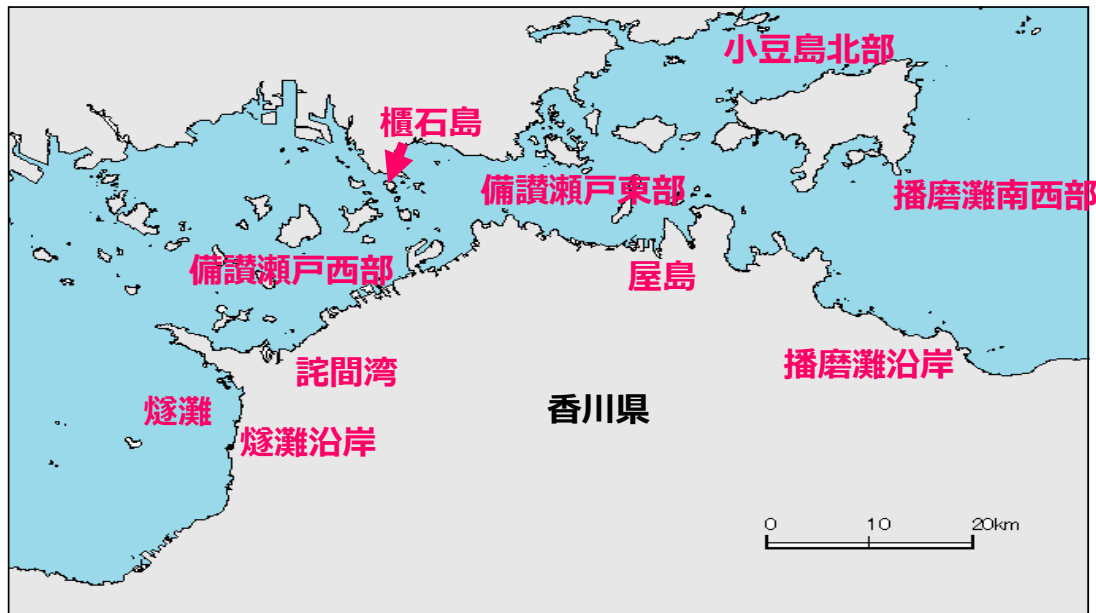 小豆島北部
櫃石島
備讃瀬戸東部
播磨灘南西部
備讃瀬戸西部
屋島
詫間湾
播磨灘沿岸
燧灘
香川県
燧灘沿岸
0 10 20km